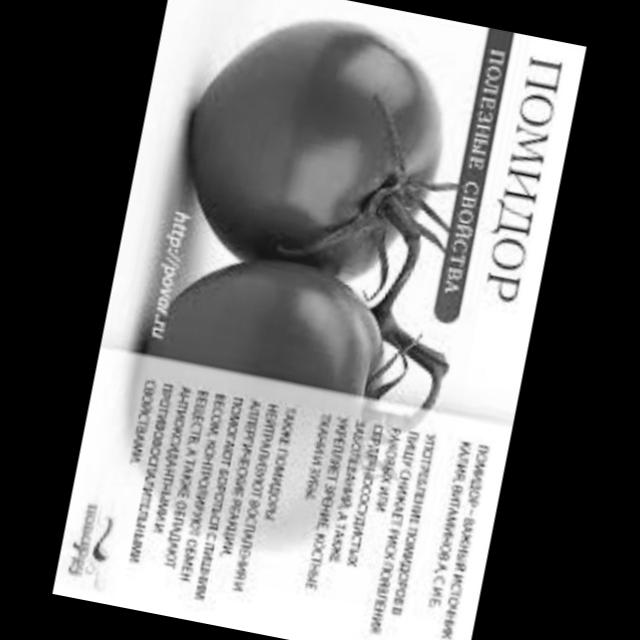 ПОМИДОР
ПОЛЕЗНЫЕ СВОЙСТВА
http://povar.ru
ПОМИДОР – ВАЖНЫЙ ИСТОЧНИК
КАЛИЯ, ВИТАМИНОВ А, С И Е.
УПОТРЕБЛЕНИЕ ПОМИДОРОВ В
ПИЩУ СНИЖАЕТ РИСК ПОЯВЛЕНИЯ
РАКОВЫХ ИЛИ
СЕРДЕЧНОСОСУДИСТЫХ
ЗАБОЛЕВАНИЙ, А ТАКЖЕ
УКРЕПЛЯЕТ ЗРЕНИЕ, КОСТНЫЕ
ТКАНИ И ЗУБЫ.
ТАКЖЕ ПОМИДОРЫ
НЕЙТРАЛИЗУЮТ ВОСПАЛЕНИЯ И
АЛЛЕРГИЧЕСКИЕ РЕАКЦИИ,
ПОМОГАЮТ БОРОТЬСЯ С ЛИШНИМ
ВЕСОМ, КОНТРОЛИРУЮТ ОБМЕН
ВЕЩЕСТВ, А ТАКЖЕ ОБЛАДАЮТ
АНТИОКСИДАНТНЫМИ И
ПРОТИВОВОСПАЛИТЕЛЬНЫМИ
СВОЙСТВАМИ.